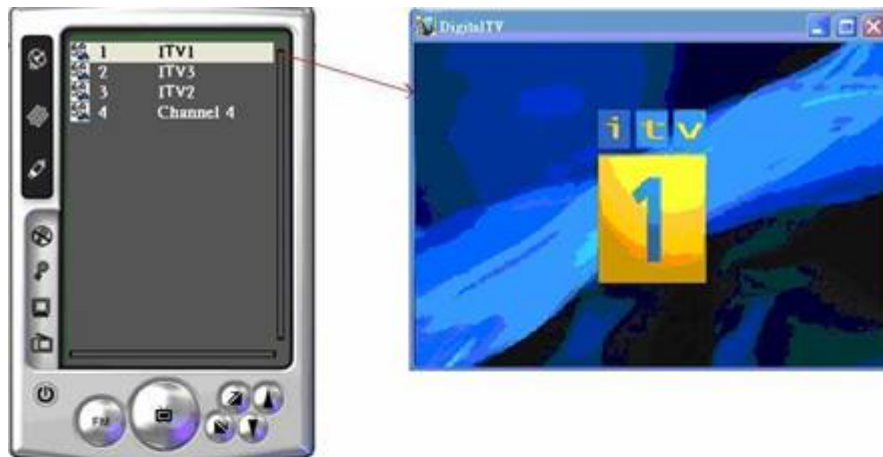 1 ITV1
2 ITV3
3 ITV2
4 Channel 4
FM
DigitalTV
itv
1